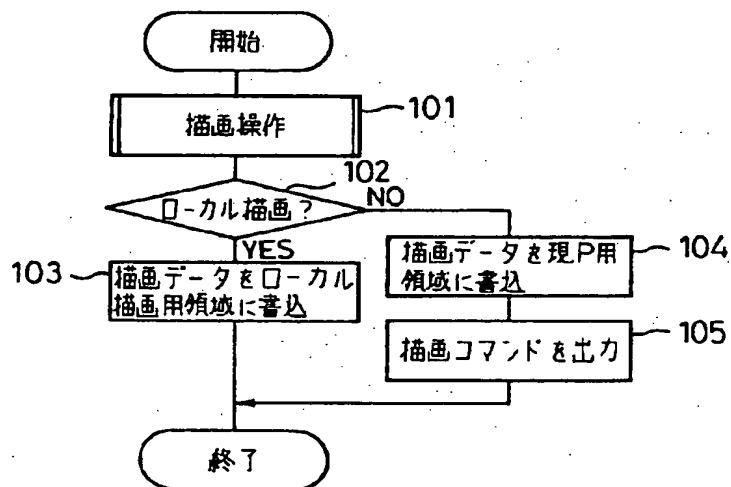 開始
描画操作
101
102
ローカル描画?
NO
YES
103
描画データをローカル
描画用領域に書込
描画データを現P用
領域に書込
104
描画コマンドを出力
105
終了